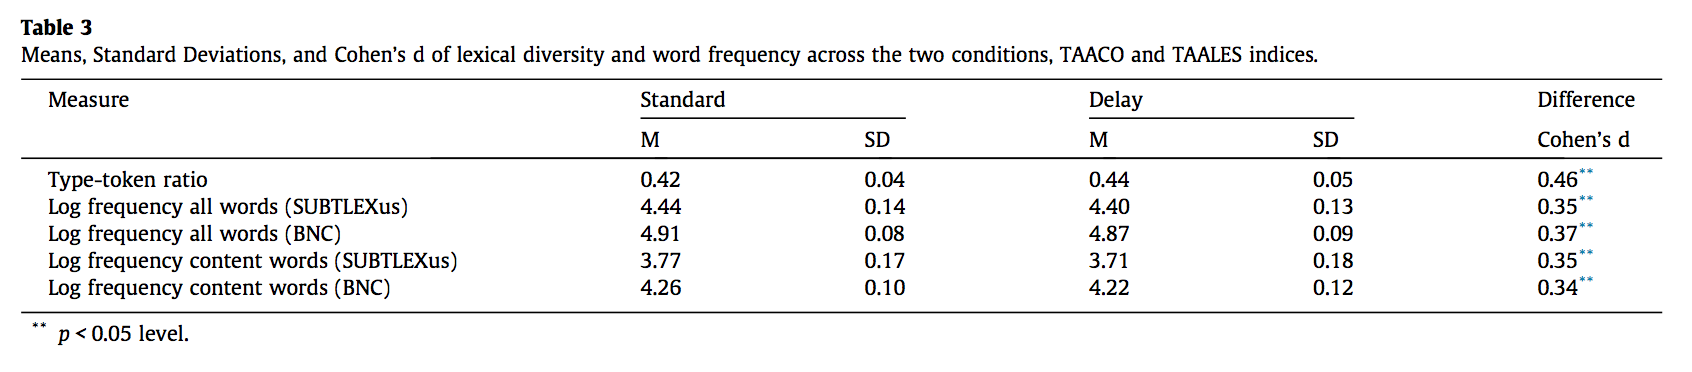 Table 3
Means, Standard Deviations, and Cohen's d of lexical diversity and word frequency across the two conditions, TAACO and TAALES indices.
Measure Standard Delay Difference
M SD M SD Cohen's d
Type-token ratio 0.42 0.04 0.44 0.05 0.46**
Log frequency all words (SUBTLEXus) 4.44 0.14 4.40 0.13 0.35**
Log frequency all words (BNC) 4.91 0.08 4.87 0.09 0.37**
Log frequency content words (SUBTLEXus) 3.77 0.17 3.71 0.18 0.35**
Log frequency content words (BNC) 4.26 0.10 4.22 0.12 0.34**
** p < 0.05 level.